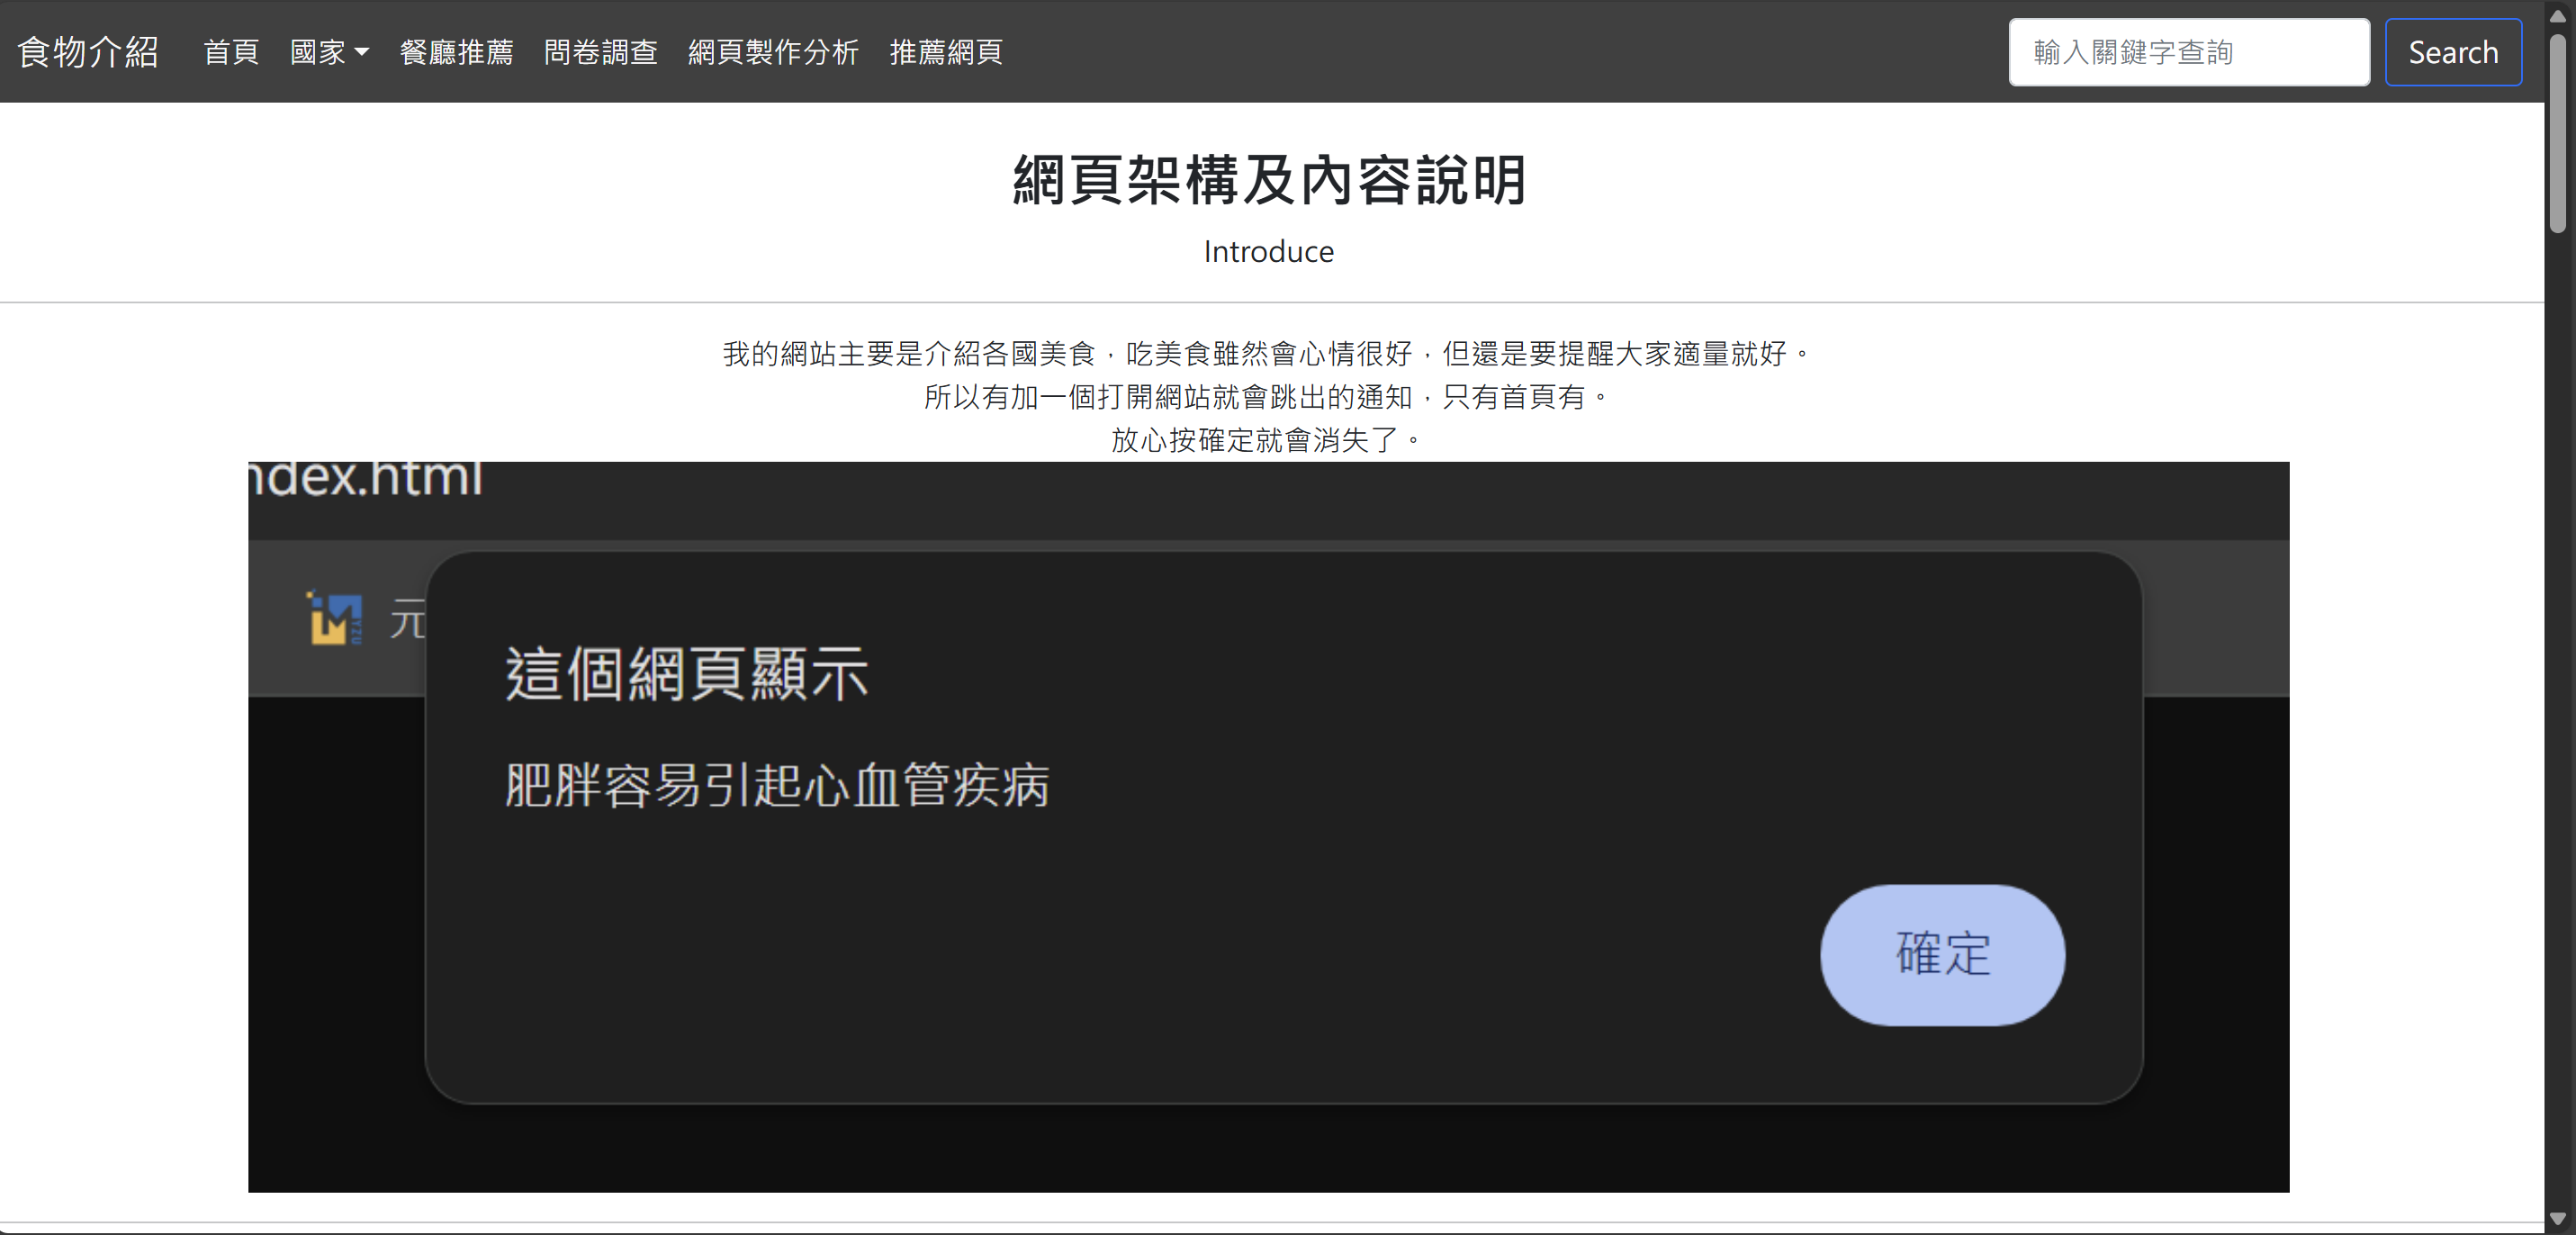 食物介紹 首頁 國家 餐廳推薦 問卷調查 網頁製作分析 推薦網頁 輸入關鍵字查詢 Search
網頁架構及內容說明
Introduce
我的網站主要是介紹各國美食，吃美食雖然會心情很好，但還是要提醒大家適量就好。
所以有加一個打開網站就會跳出的通知，只有首頁有。
放心按確定就會消失了。
ndex.html
元
這個網頁顯示
肥胖容易引起心血管疾病
確定